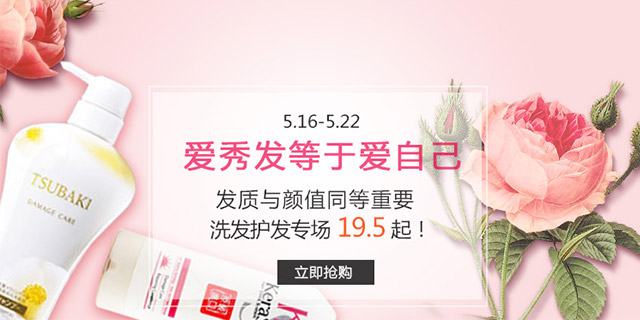 5.16-5.22
爱秀发等于爱自己
发质与颜值同等重要
洗发护发专场 19.5 起！
立即抢购
TSUBAKI
DAMAGE CARE
Keras